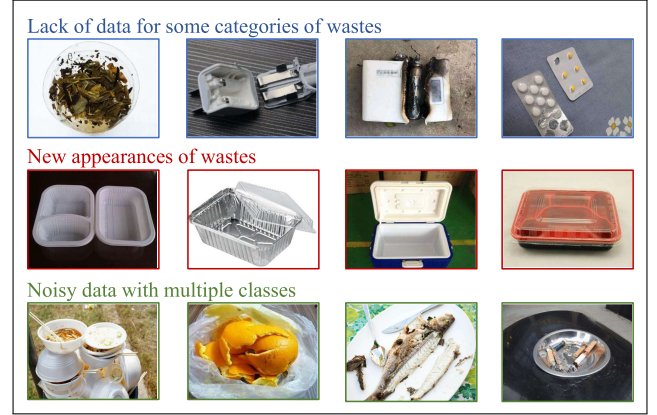 Lack of data for some categories of wastes
New appearances of wastes
Noisy data with multiple classes